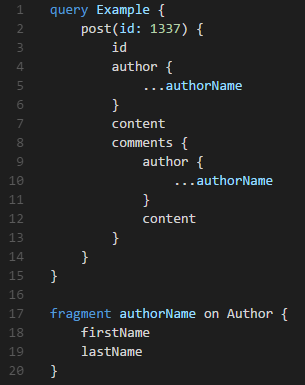 1 query Example {
2     post(id: 1337) {
3         id
4         author {
5             ...authorName
6         }
7         content
8         comments {
9             author {
10                 ...authorName
11             }
12             content
13         }
14     }
15 }
16
17 fragment authorName on Author {
18     firstName
19     lastName
20 }